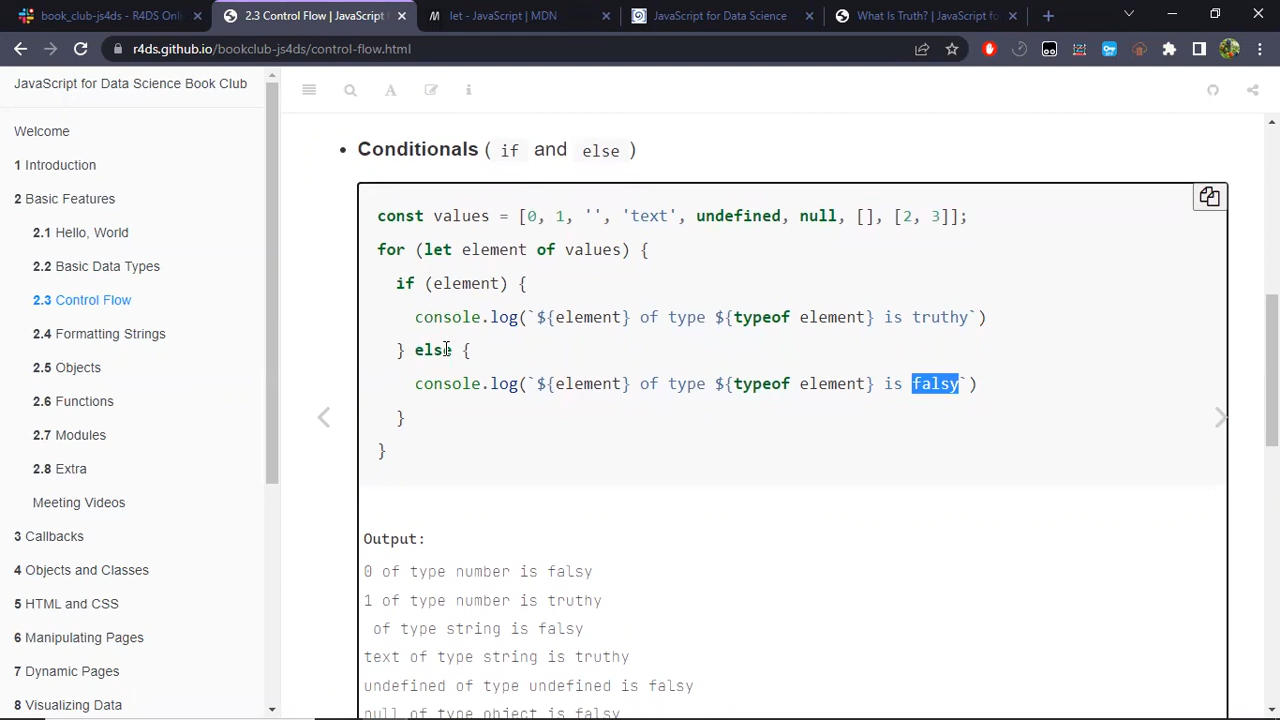 book_club-js4ds - R4DS Onli
2.3 Control Flow | JavaScript
let - JavaScript | MDN
JavaScript for Data Science
What Is Truth? | JavaScript fo
r4ds.github.io/bookclub-js4ds/control-flow.html
JavaScript for Data Science Book Club
Welcome
1 Introduction
2 Basic Features
2.1 Hello, World
2.2 Basic Data Types
2.3 Control Flow
2.4 Formatting Strings
2.5 Objects
2.6 Functions
2.7 Modules
2.8 Extra
Meeting Videos
3 Callbacks
4 Objects and Classes
5 HTML and CSS
6 Manipulating Pages
7 Dynamic Pages
8 Visualizing Data
• Conditionals ( if and else )
const values = [0, 1, '', 'text', undefined, null, [], [2, 3]];
for (let element of values) {
if (element) {
console.log(`${element} of type ${typeof element} is truthy`)
} else {
console.log(`${element} of type ${typeof element} is falsy`)
}
}
Output:
0 of type number is falsy
1 of type number is truthy
of type string is falsy
text of type string is truthy
undefined of type undefined is falsy
null of type object is falsy